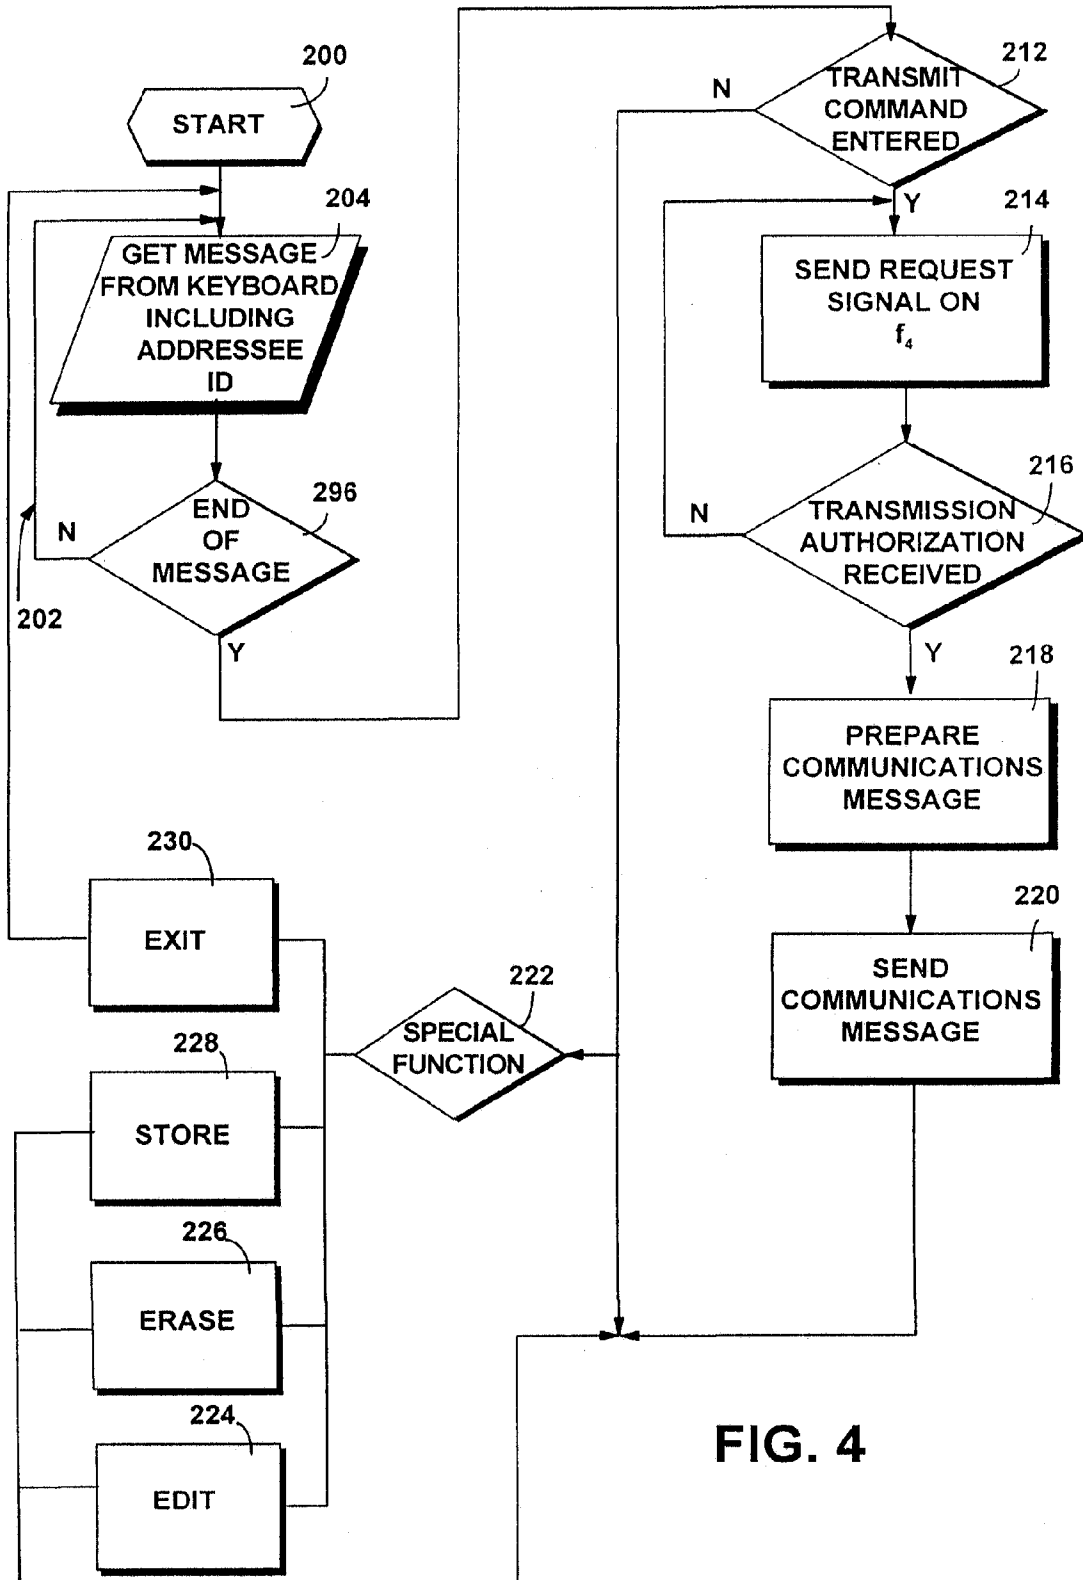 200
START
204
GET MESSAGE
FROM KEYBOARD
INCLUDING
ADDRESSEE
ID
296
END
OF
MESSAGE
N
202
Y
212
TRANSMIT
COMMAND
ENTERED
N
Y
214
SEND REQUEST
SIGNAL ON
f₄
216
TRANSMISSION
AUTHORIZATION
RECEIVED
N
Y
218
PREPARE
COMMUNICATIONS
MESSAGE
220
SEND
COMMUNICATIONS
MESSAGE
222
SPECIAL
FUNCTION
230
EXIT
228
STORE
226
ERASE
224
EDIT
FIG. 4